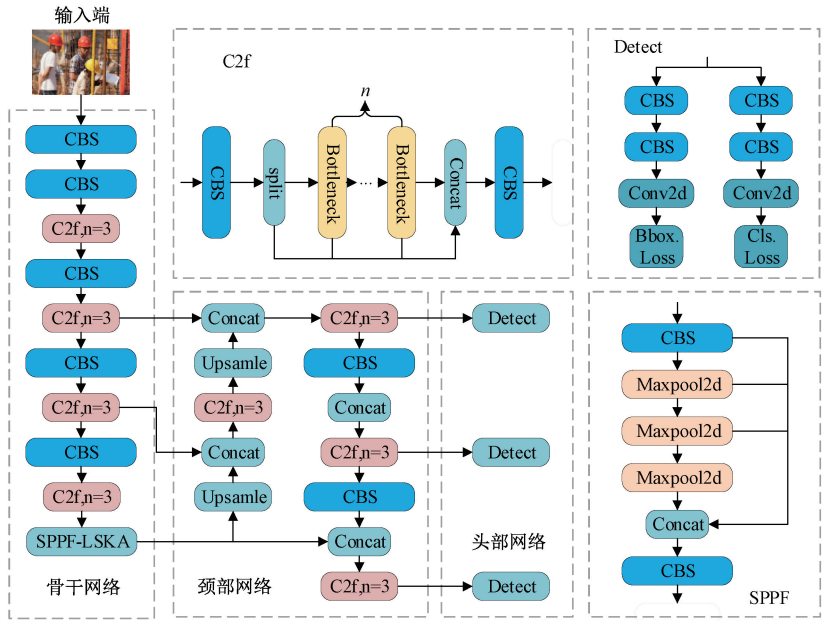 输入端
CBS
CBS
C2f,n=3
CBS
C2f,n=3
CBS
C2f,n=3
CBS
C2f,n=3
SPPF-LSKA
骨干网络
C2f
n
CBS
split
Bottleneck
...
Bottleneck
Concat
CBS
Detect
CBS
CBS
CBS
CBS
Conv2d
Conv2d
Bbox.
Loss
Cls.
Loss
Concat
Upsamle
C2f,n=3
Concat
Upsamle
C2f,n=3
CBS
Concat
C2f,n=3
CBS
Concat
C2f,n=3
颈部网络
Detect
Detect
头部网络
Detect
CBS
Maxpool2d
Maxpool2d
Maxpool2d
Concat
CBS
SPPF